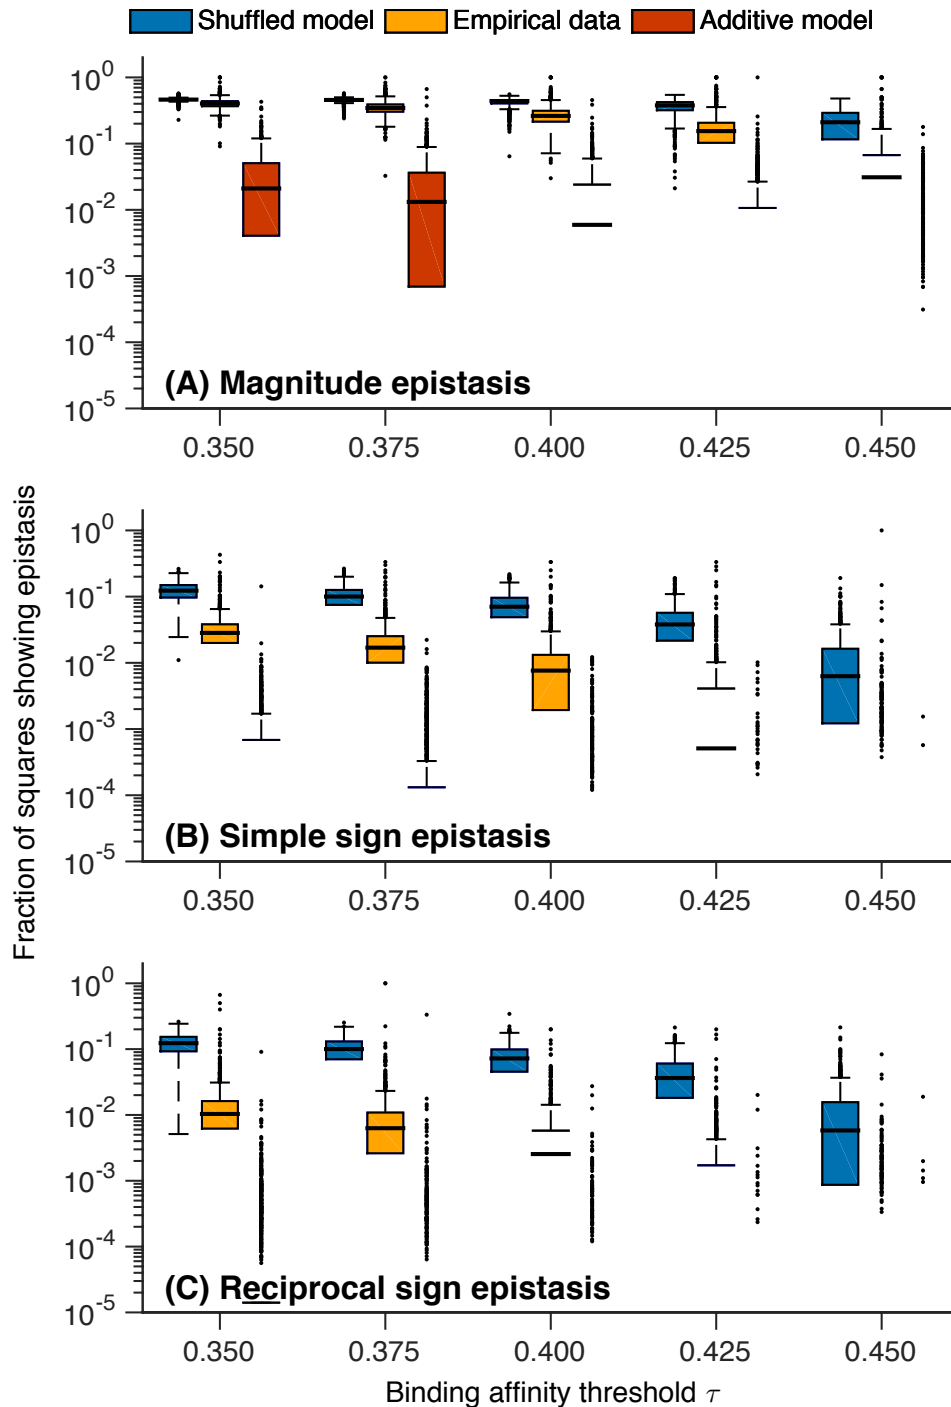 Shuffled model Empirical data Additive model
Fraction of squares showing epistasis
10^0
10^-1
10^-2
10^-3
10^-4
10^-5
(A) Magnitude epistasis
0.350 0.375 0.400 0.425 0.450
10^0
10^-1
10^-2
10^-3
10^-4
10^-5
(B) Simple sign epistasis
0.350 0.375 0.400 0.425 0.450
10^0
10^-1
10^-2
10^-3
10^-4
10^-5
(C) Reciprocal sign epistasis
0.350 0.375 0.400 0.425 0.450
Binding affinity threshold τ